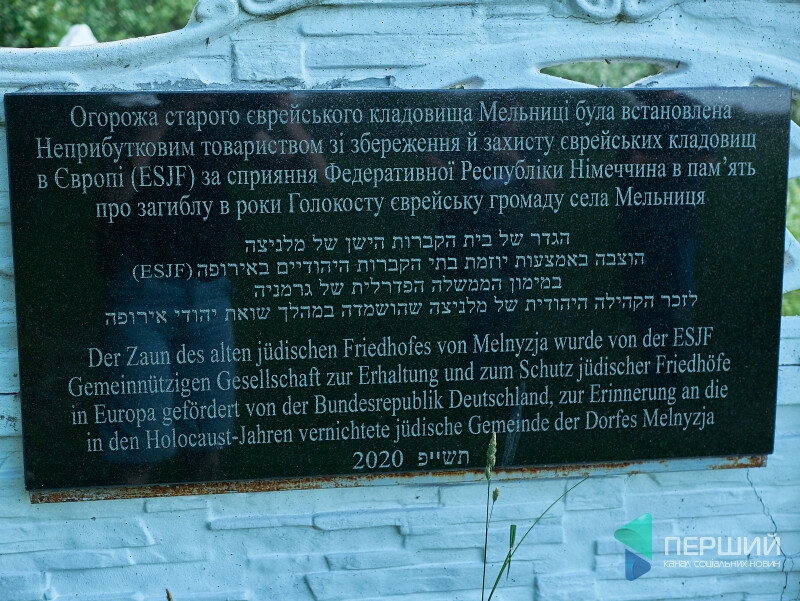 Огорожа старого єврейського кладовища Мельниці була встановлена
Неприбутковим товариством зі збереження й захисту єврейських кладовищ
в Європі (ESJF) за сприяння Федеративної Республіки Німеччина в пам’ять
про загиблу в роки Голокосту єврейську громаду села Мельниця
הגדר של בית הקברות הישן של מלניצה
הוצבה באמצעות יוזמת בתי הקברות היהודיים באירופה (ESJF)
במימון הממשלה הפדרלית של גרמניה
לזכר הקהילה היהודית של מלניצה שהושמדה במהלך שואת יהודי אירופה
Der Zaun des alten jüdischen Friedhofes von Melnyzja wurde von der ESJF
Gemeinnützigen Gesellschaft zur Erhaltung und zum Schutz jüdischer Friedhöfe
in Europa gefördert von der Bundesrepublik Deutschland, zur Erinnerung an die
in den Holocaust-Jahren vernichtete jüdische Gemeinde der Dorfes Melnyzja
2020 תש״פ
ПЕРШИЙ
КАНАЛ СОЦІАЛЬНИХ НОВИН